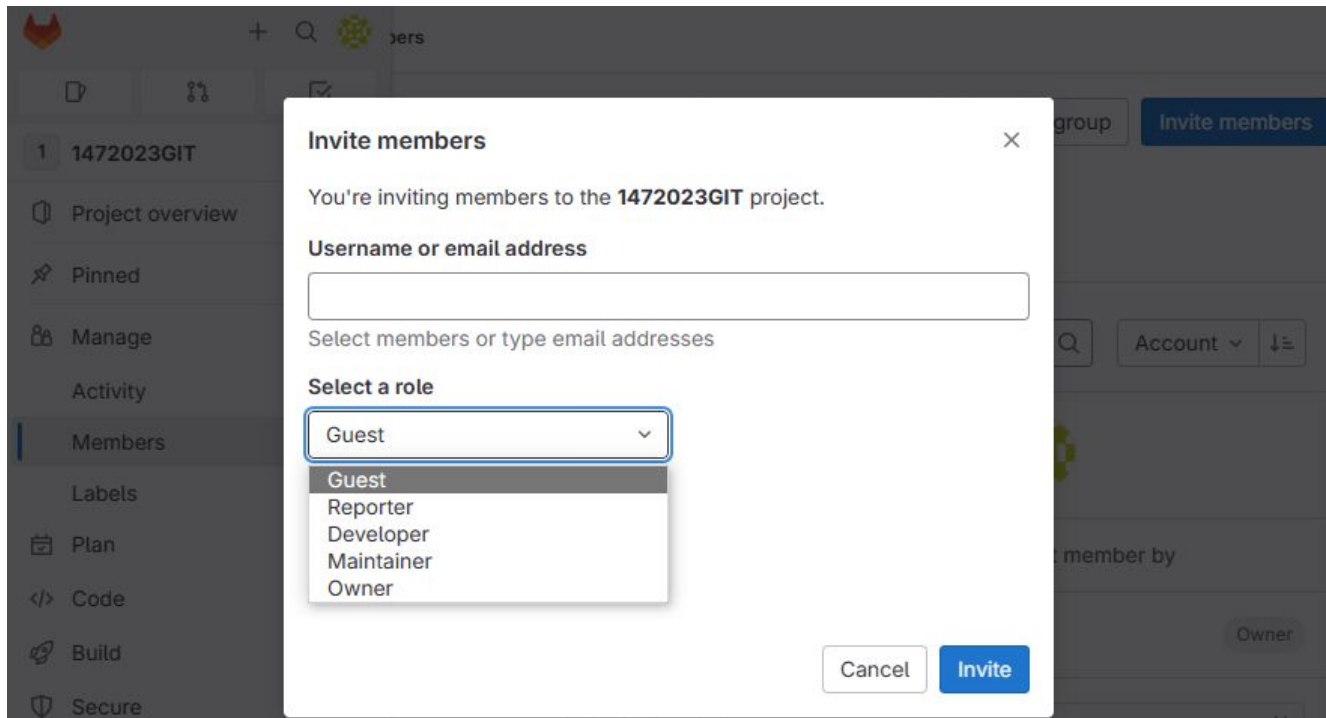 bers
1 1472023GIT
Project overview
Pinned
Manage
Activity
Members
Labels
Plan
Code
Build
Secure
group
Invite members
Account
member by
Owner
Invite members
You're inviting members to the 1472023GIT project.
Username or email address
Select members or type email addresses
Select a role
Guest
Guest
Reporter
Developer
Maintainer
Owner
Cancel
Invite